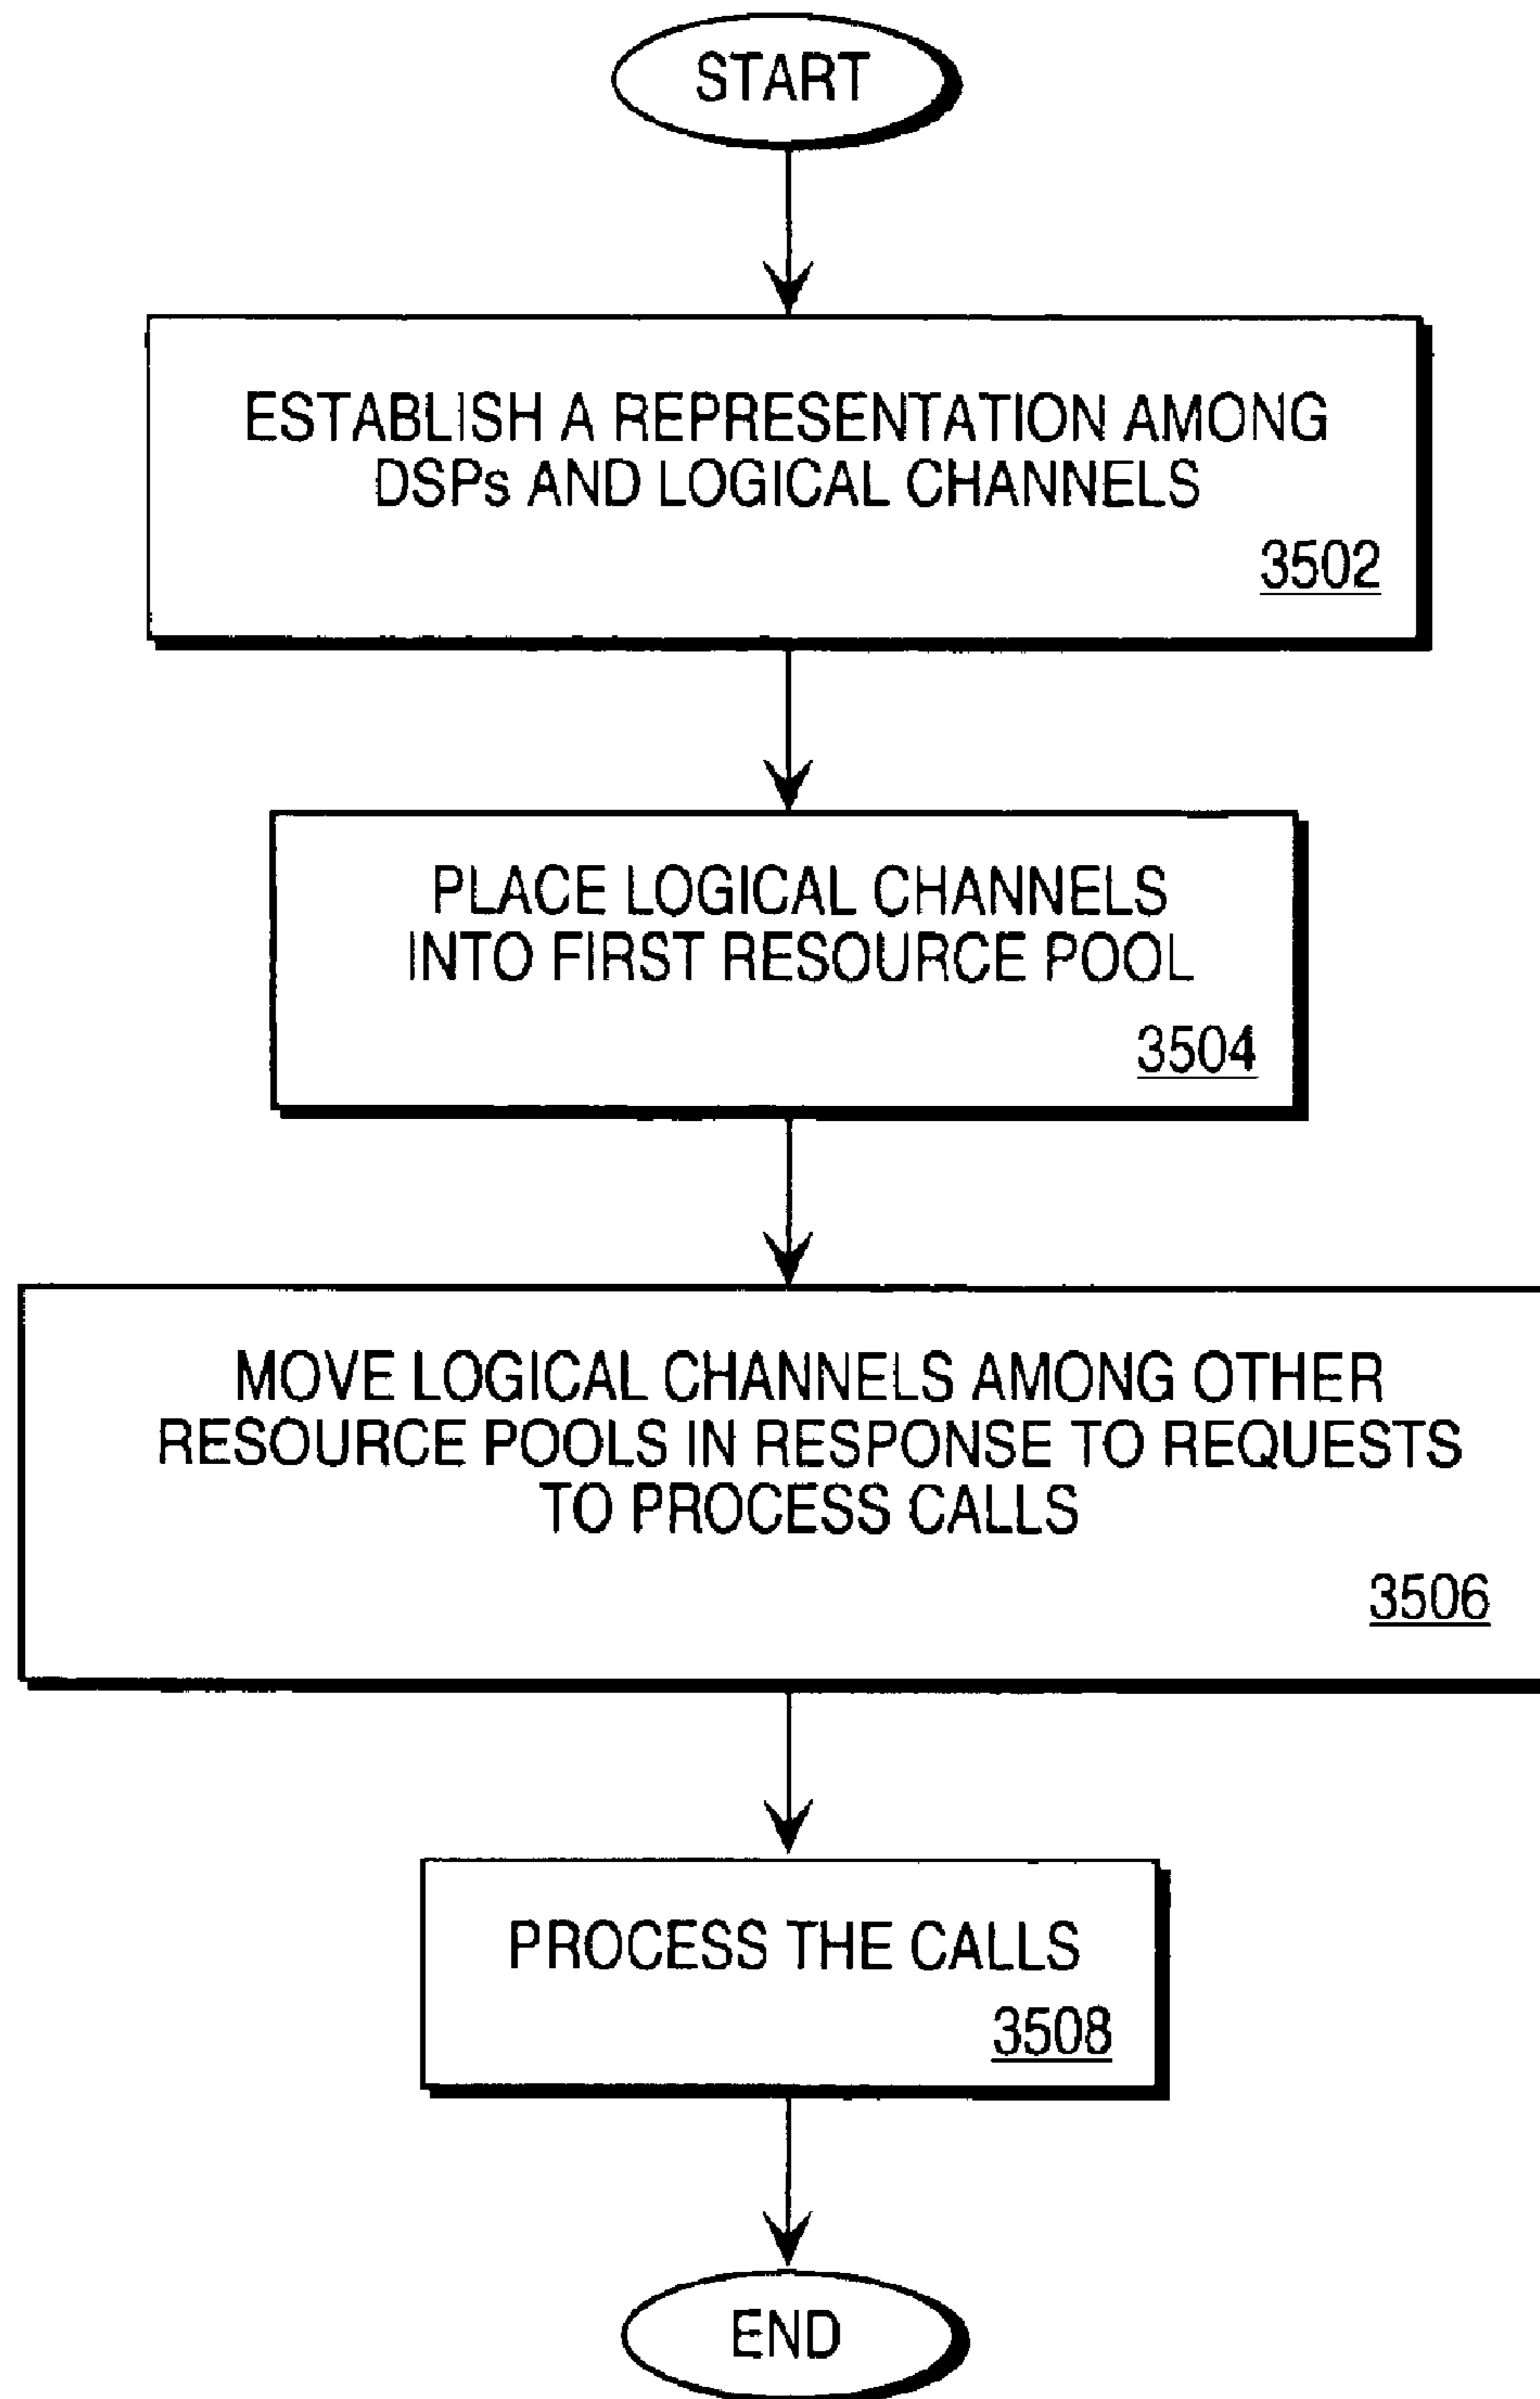 START
ESTABLISH A REPRESENTATION AMONG
DSPs AND LOGICAL CHANNELS
3502
PLACE LOGICAL CHANNELS
INTO FIRST RESOURCE POOL
3504
MOVE LOGICAL CHANNELS AMONG OTHER
RESOURCE POOLS IN RESPONSE TO REQUESTS
TO PROCESS CALLS
3506
PROCESS THE CALLS
3508
END